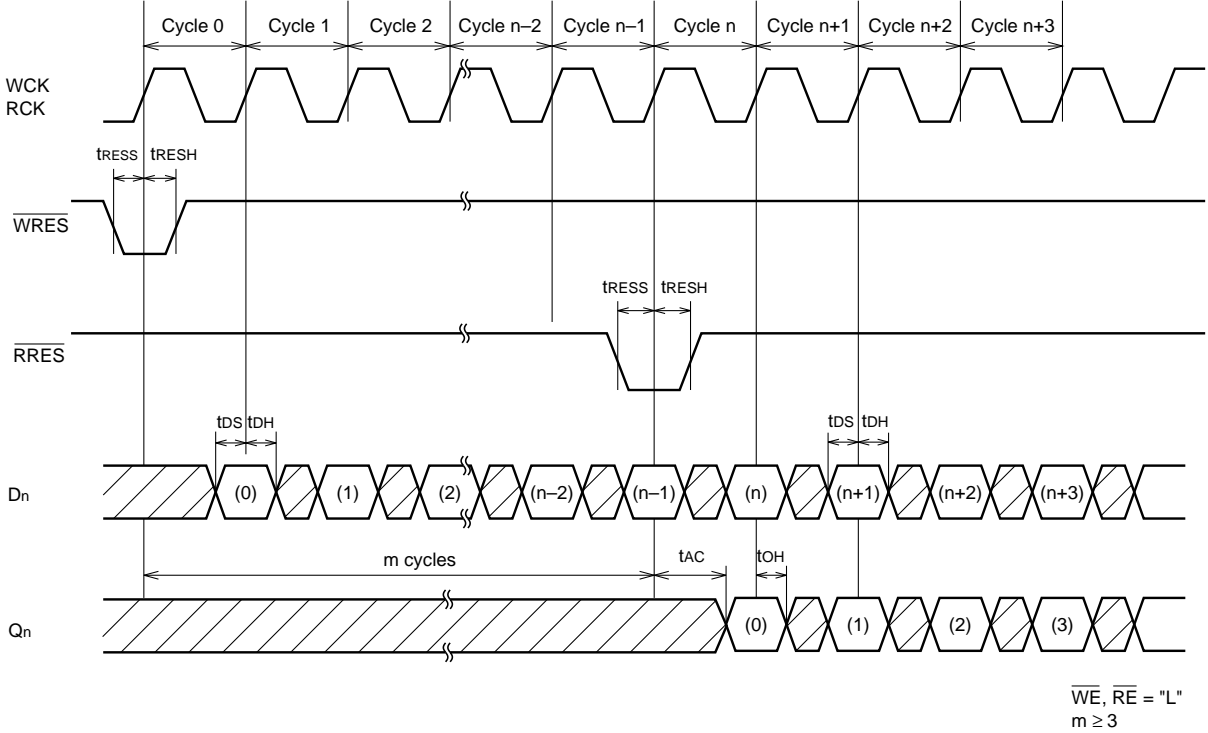 Cycle 0 Cycle 1 Cycle 2 Cycle n–2 Cycle n–1 Cycle n Cycle n+1 Cycle n+2 Cycle n+3
WCK
RCK
tRESS tRESH
WRES
tRESS tRESH
RRES
tDS tDH tDS tDH
Dn (0) (1) (2) (n–2) (n–1) (n) (n+1) (n+2) (n+3)
m cycles tAC tOH
Qn (0) (1) (2) (3)
WE, RE = "L"
m ≥ 3